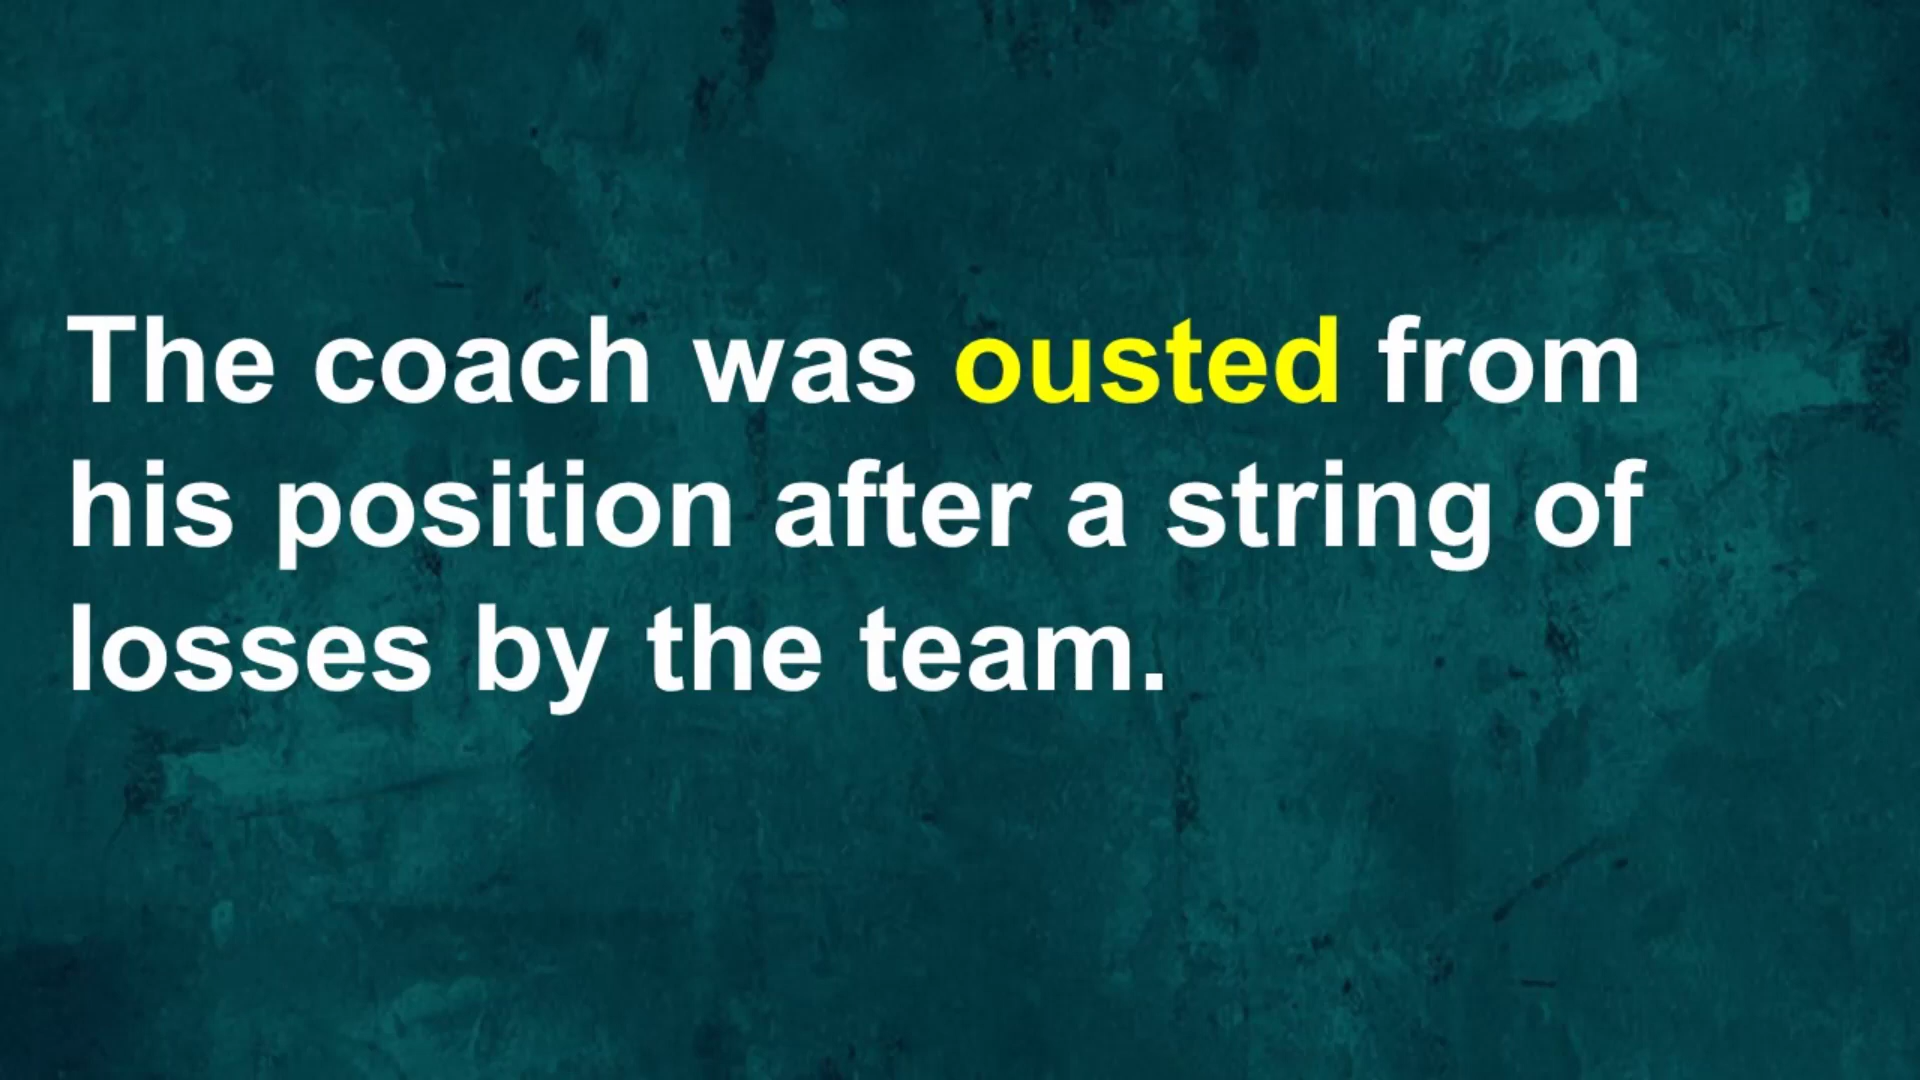 The coach was ousted from
his position after a string of
losses by the team.